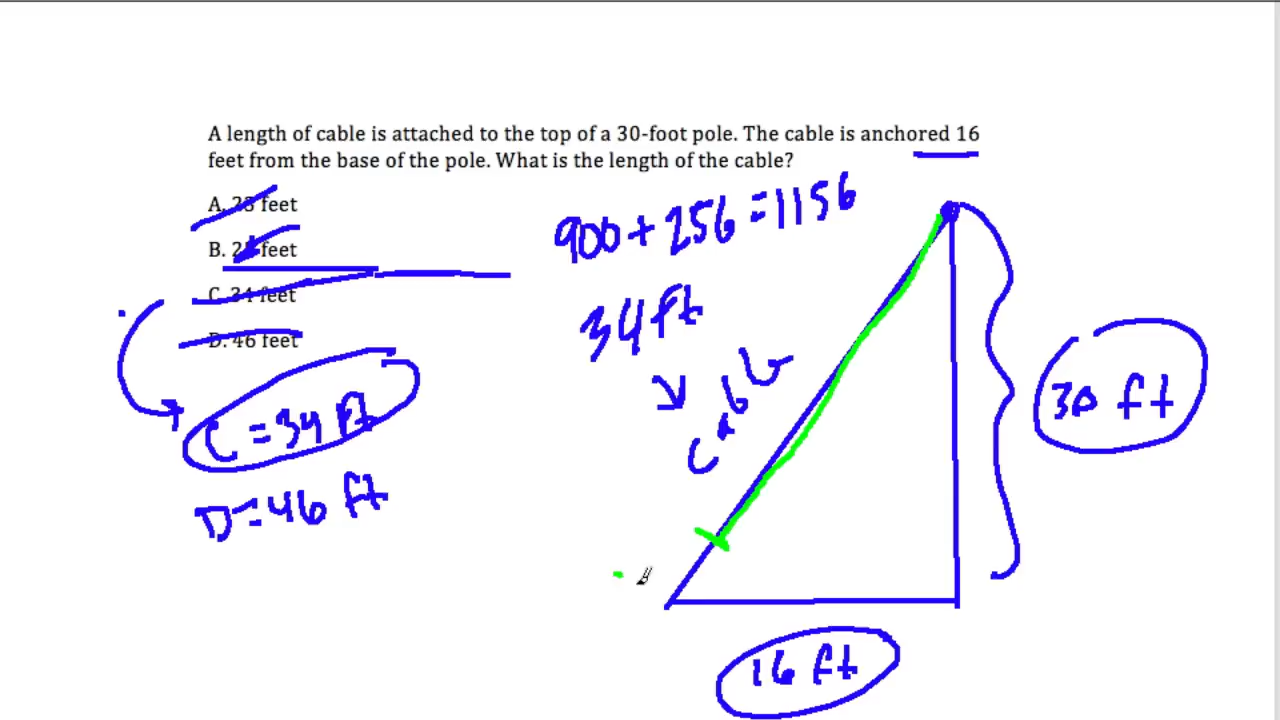 A length of cable is attached to the top of a 30-foot pole. The cable is anchored 16
feet from the base of the pole. What is the length of the cable?
A. 23 feet
B. feet
C. 34 feet
D. 46 feet
C = 34 ft
D = 46 ft
900 + 256 = 1156
34 ft
cable
30 ft
16 ft